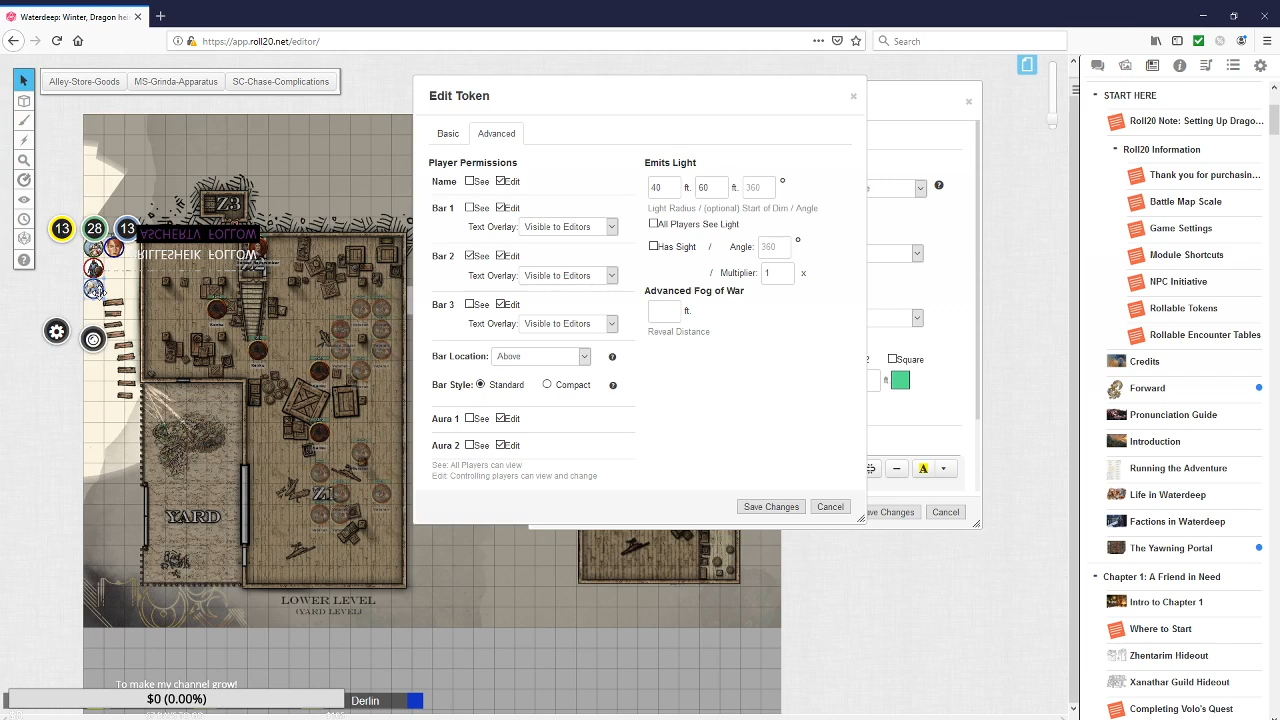 Waterdeep: Winter, Dragon hei
https://app.roll20.net/editor/
Search
Alley-Store-Goods
MS-Grinda-Apparatus
SC-Chase-Complications
13
28
13
Z3
ASCHERTV FOLLOW
RILLESHEIK FOLLOW
Z1
YARD
LOWER LEVEL
(YARD LEVEL)
To make my channel grow!
$0 (0.00%)
Derlin
Edit Token
Basic
Advanced
Player Permissions
Name See Edit
Bar 1 See Edit
Text Overlay: Visible to Editors
Bar 2 See Edit
Text Overlay: Visible to Editors
Bar 3 See Edit
Text Overlay: Visible to Editors
Bar Location: Above
Bar Style: Standard Compact
Aura 1 See Edit
Aura 2 See Edit
See: All Players can view
Edit: Controlling players can view and change
Emits Light
40 ft. 60 ft. 360 °
Light Radius / (optional) Start of Dim / Angle
All Players See Light
Has Sight / Angle: 360 °
/ Multiplier: 1 x
Advanced Fog of War
ft.
Reveal Distance
Save Changes
Cancel
Square
ft
A
ave Changes
Cancel
START HERE
Roll20 Note: Setting Up Drago...
Roll20 Information
Thank you for purchasin...
Battle Map Scale
Game Settings
Module Shortcuts
NPC Initiative
Rollable Tokens
Rollable Encounter Tables
Credits
Forward
Pronunciation Guide
Introduction
Running the Adventure
Life in Waterdeep
Factions in Waterdeep
The Yawning Portal
Chapter 1: A Friend in Need
Intro to Chapter 1
Where to Start
Zhentarim Hideout
Xanathar Guild Hideout
Completing Volo's Quest